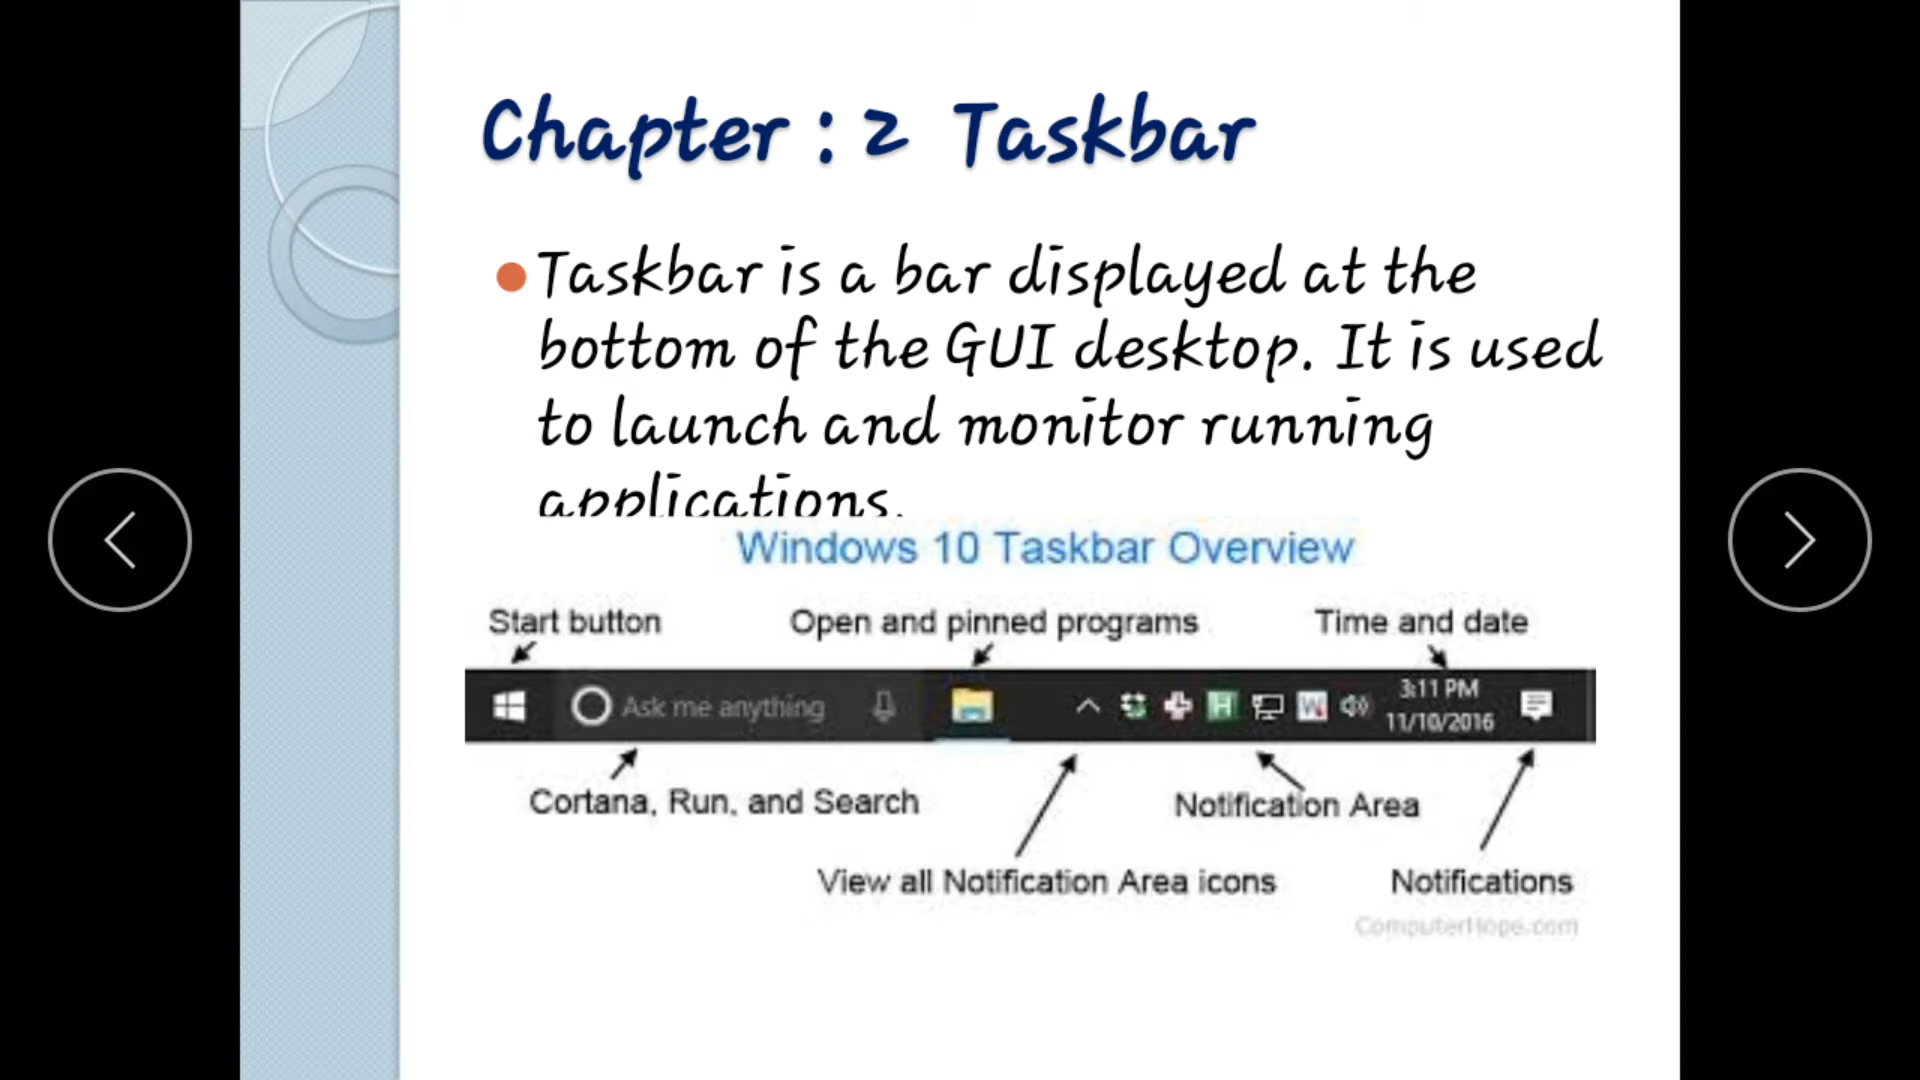 Chapter : 2 Taskbar
Taskbar is a bar displayed at the
bottom of the GUI desktop. It is used
to launch and monitor running
applications.
Windows 10 Taskbar Overview
Start button
Open and pinned programs
Time and date
Ask me anything
H
W
3:11 PM
11/10/2016
Cortana, Run, and Search
Notification Area
View all Notification Area icons
Notifications
ComputerHope.com